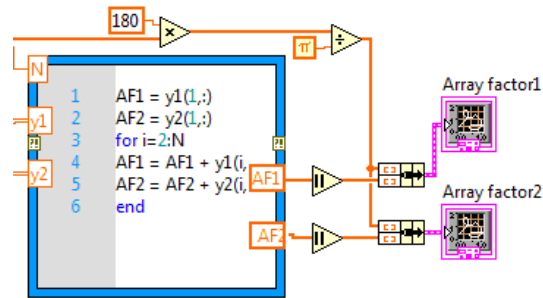 180
×
÷
π
N
y1
y2
1 AF1 = y1(1,:)
2 AF2 = y2(1,:)
3 for i=2:N
4 AF1 = AF1 + y1(i,
5 AF2 = AF2 + y2(i,
6 end
AF1
AF2
Array factor1
Array factor2